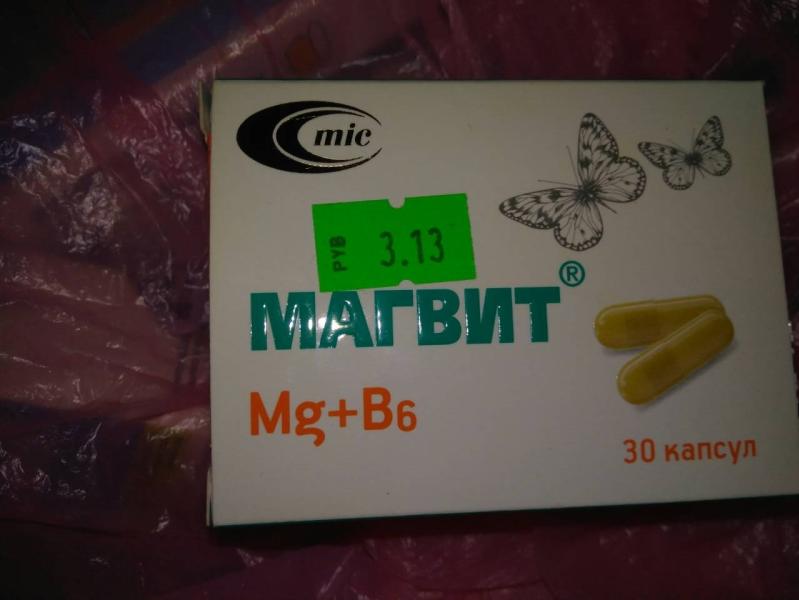 mic
РУБ 3.13
МАГВИТ®
Mg+B6
30 капсул